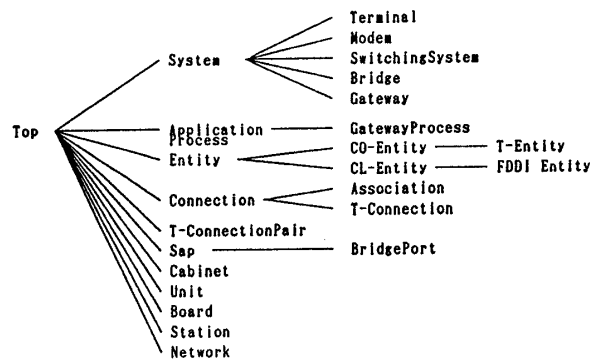 Terminal
Modem
System
SwitchingSystem
Bridge
Gateway
Top
Application
Process
GatewayProcess
Entity
CO-Entity
T-Entity
CL-Entity
FDDI Entity
Connection
Association
T-Connection
T-ConnectionPair
Sap
BridgePort
Cabinet
Unit
Board
Station
Network